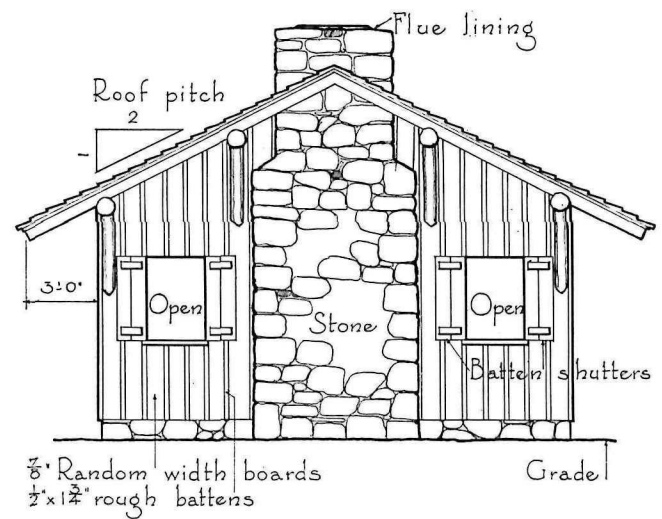 Flue lining
Roof pitch
2
1
3'-0"
Open
Open
Stone
Batten shutters
7/8" Random width boards
1/2" x 1 3/4" rough battens
Grade